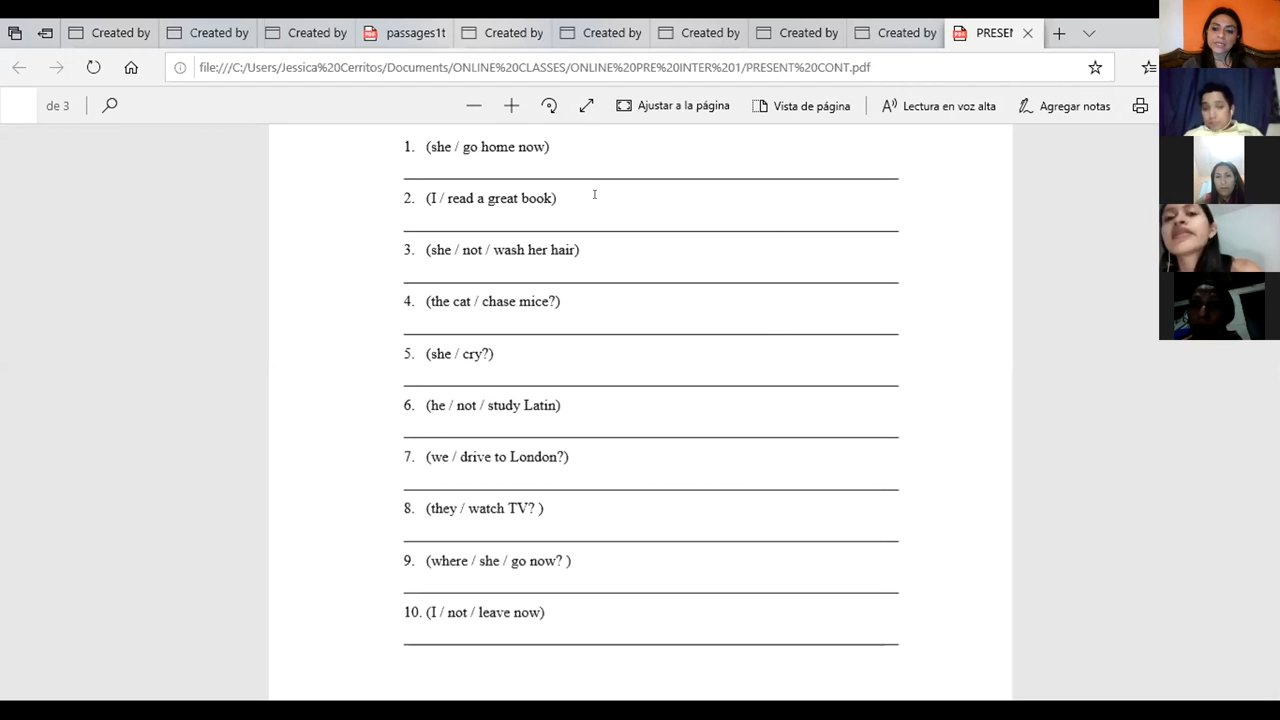 Created by
Created by
Created by
passages1t
Created by
Created by
Created by
Created by
Created by
PRESEN
file:///C:/Users/Jessica%20Cerritos/Documents/ONLINE%20CLASSES/ONLINE%20PRE%20INTER%201/PRESENT%20CONT.pdf
de 3
Ajustar a la página
Vista de página
Lectura en voz alta
Agregar notas
1. (she / go home now)
2. (I / read a great book)
3. (she / not / wash her hair)
4. (the cat / chase mice?)
5. (she / cry?)
6. (he / not / study Latin)
7. (we / drive to London?)
8. (they / watch TV? )
9. (where / she / go now? )
10. (I / not / leave now)